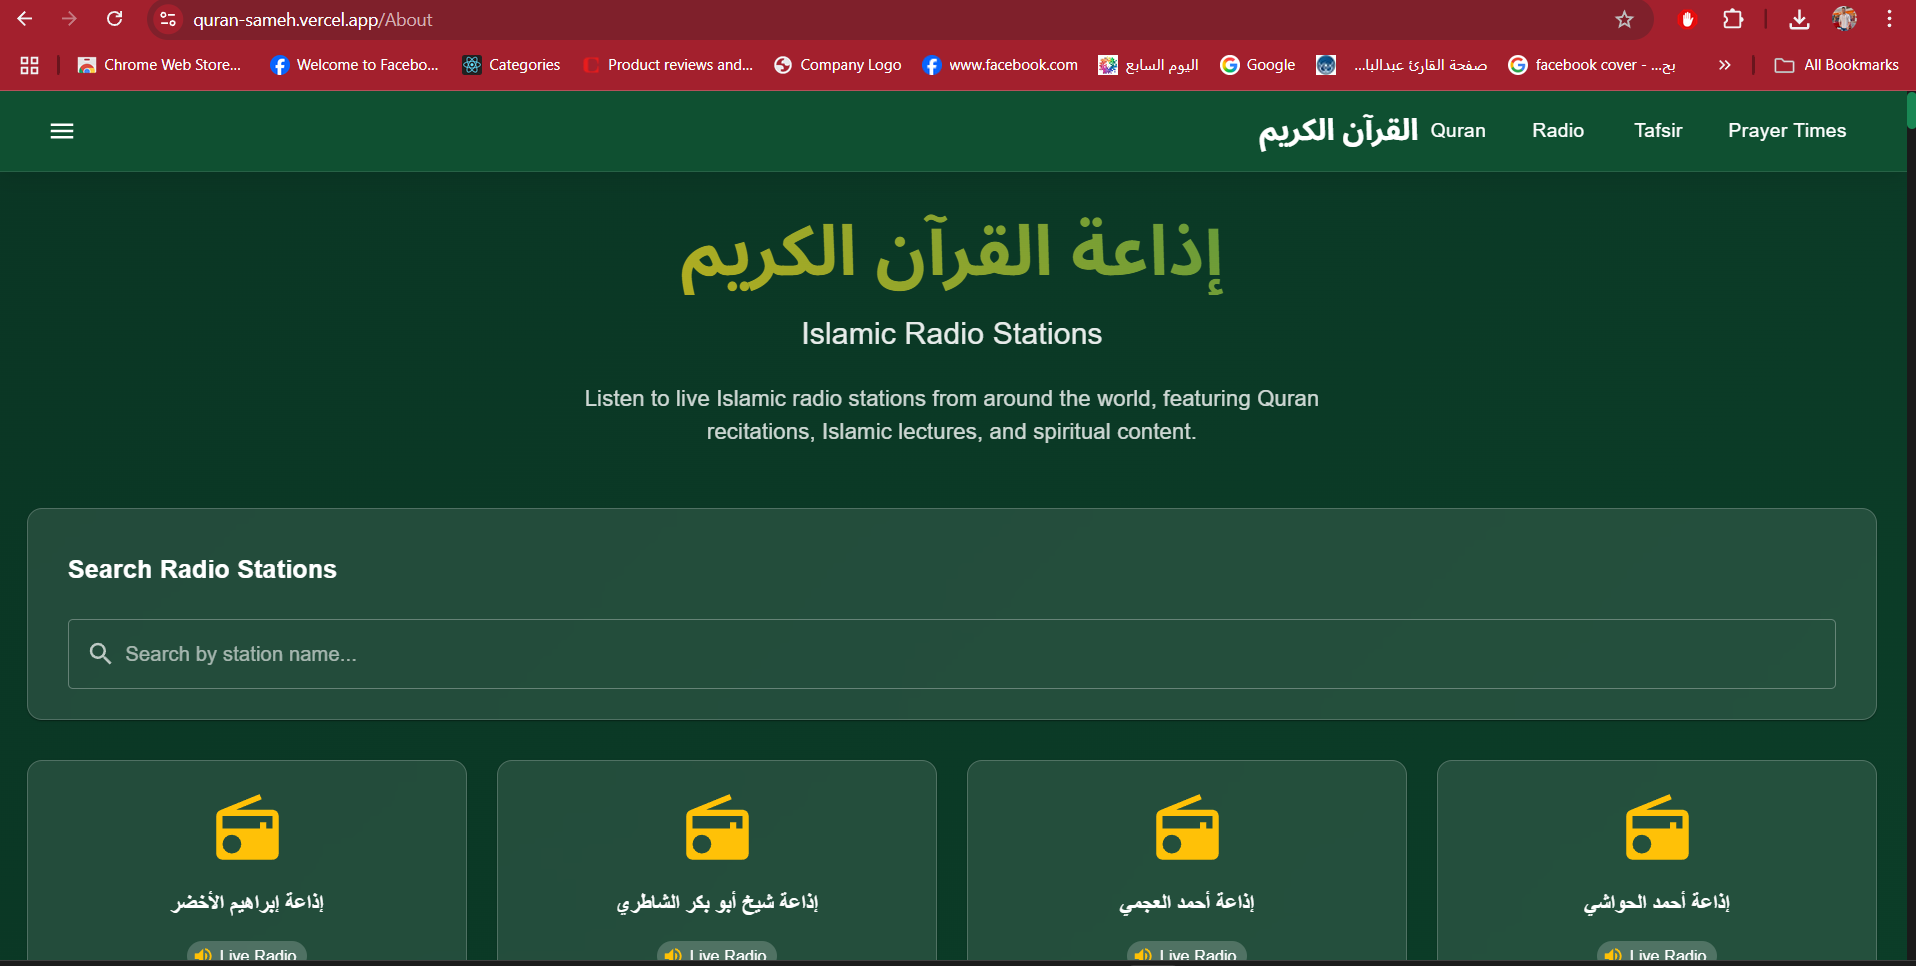 quran-sameh.vercel.app/About
Chrome Web Store...
Welcome to Facebo...
Categories
Product reviews and...
Company Logo
www.facebook.com
اليوم السابع
Google
صفحة القارئ عبدالبا...
facebook cover - بح...
All Bookmarks
القرآن الكريم
Quran
Radio
Tafsir
Prayer Times
إذاعة القرآن الكريم
Islamic Radio Stations
Listen to live Islamic radio stations from around the world, featuring Quran
recitations, Islamic lectures, and spiritual content.
Search Radio Stations
Search by station name...
إذاعة إبراهيم الأخضر
إذاعة شيخ أبو بكر الشاطري
إذاعة أحمد العجمي
إذاعة أحمد الحواشي
Live Radio
Live Radio
Live Radio
Live Radio